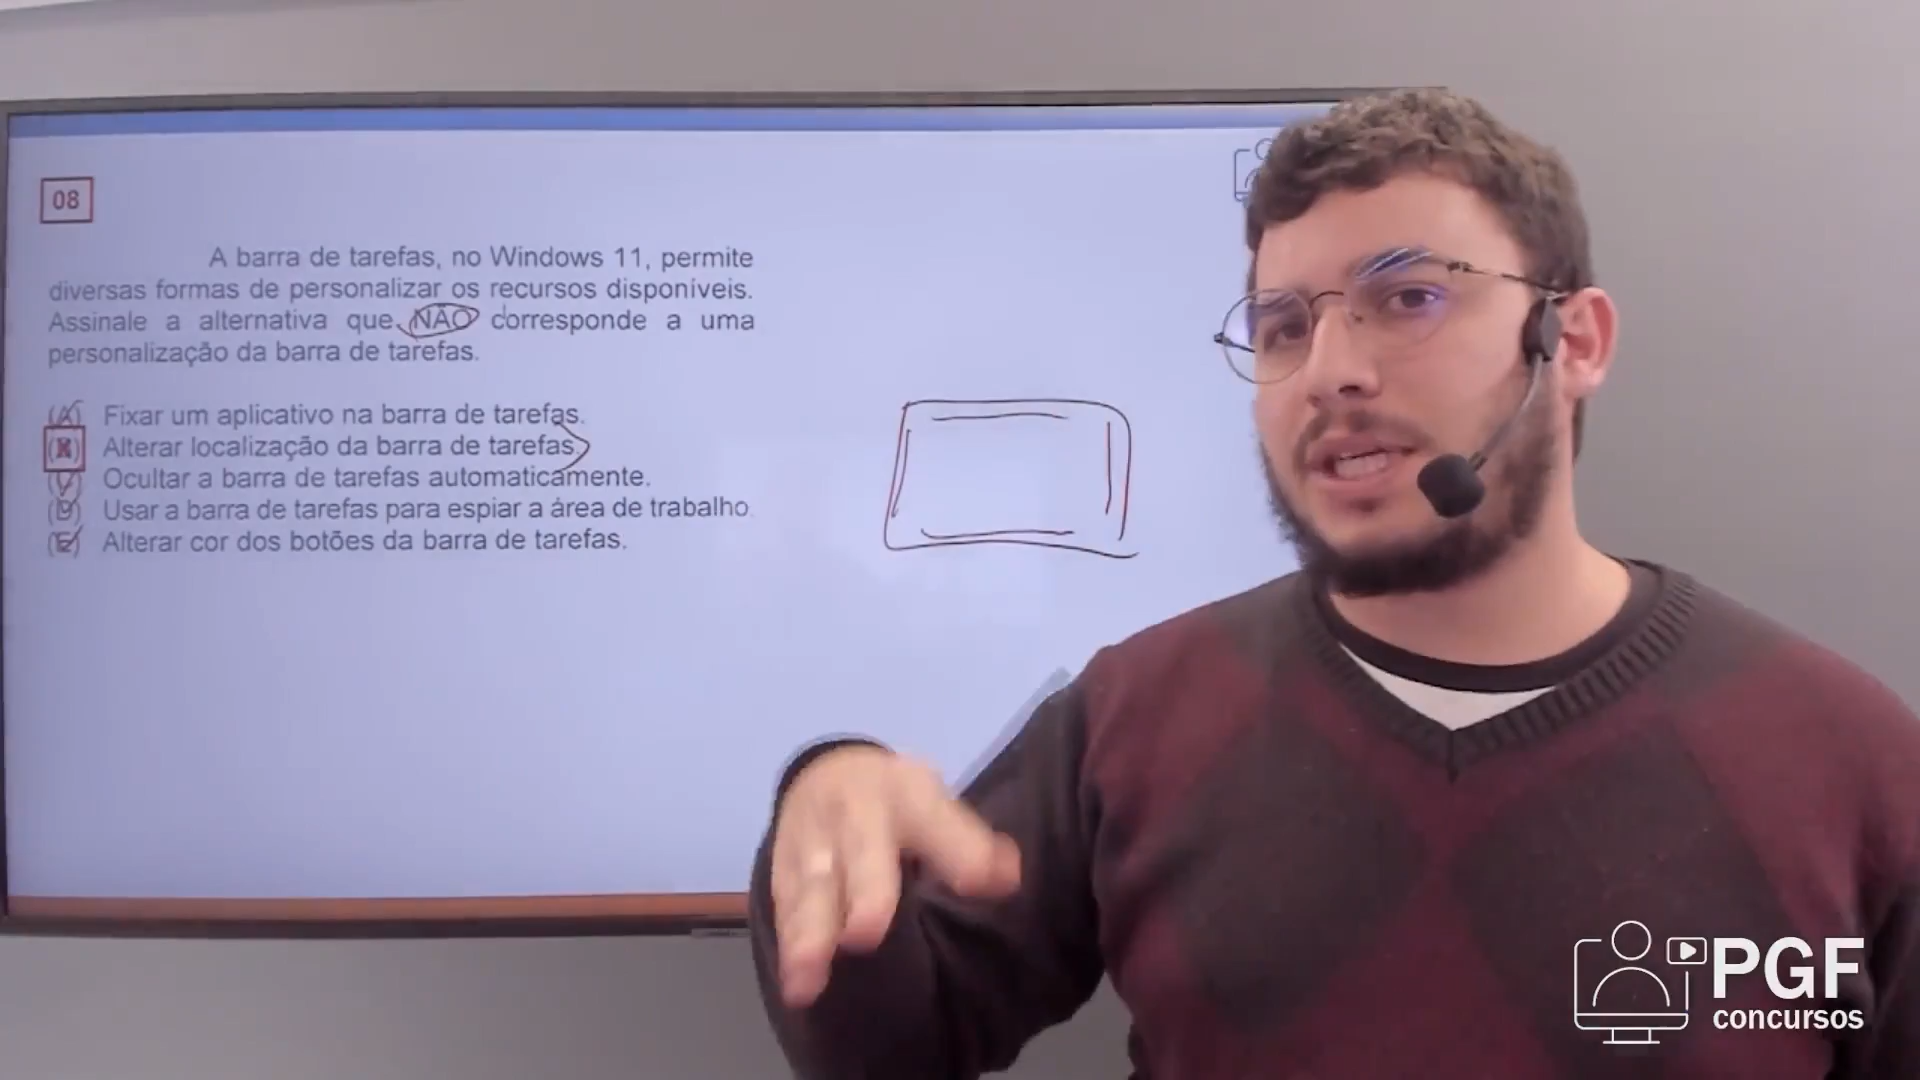 08
A barra de tarefas, no Windows 11, permite
diversas formas de personalizar os recursos disponíveis.
Assinale a alternativa que NÃO corresponde a uma
personalização da barra de tarefas.
(A) Fixar um aplicativo na barra de tarefas.
Alterar localização da barra de tarefas.
Ocultar a barra de tarefas automaticamente.
(D) Usar a barra de tarefas para espiar a área de trabalho.
(E) Alterar cor dos botões da barra de tarefas.
PGF
concursos